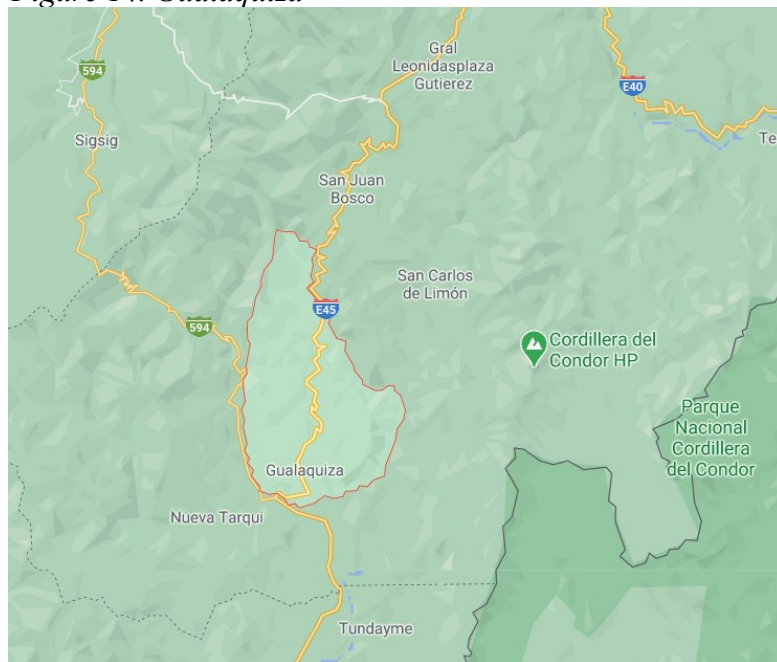 594
Gral
Leonidasplaza
Gutierez
E40
Sigsig
Te
San Juan
Bosco
San Carlos
de Limón
E45
594
Cordillera del
Condor HP
Parque
Nacional
Cordillera
del Condor
Gualaquiza
Nueva Tarqui
Tundayme